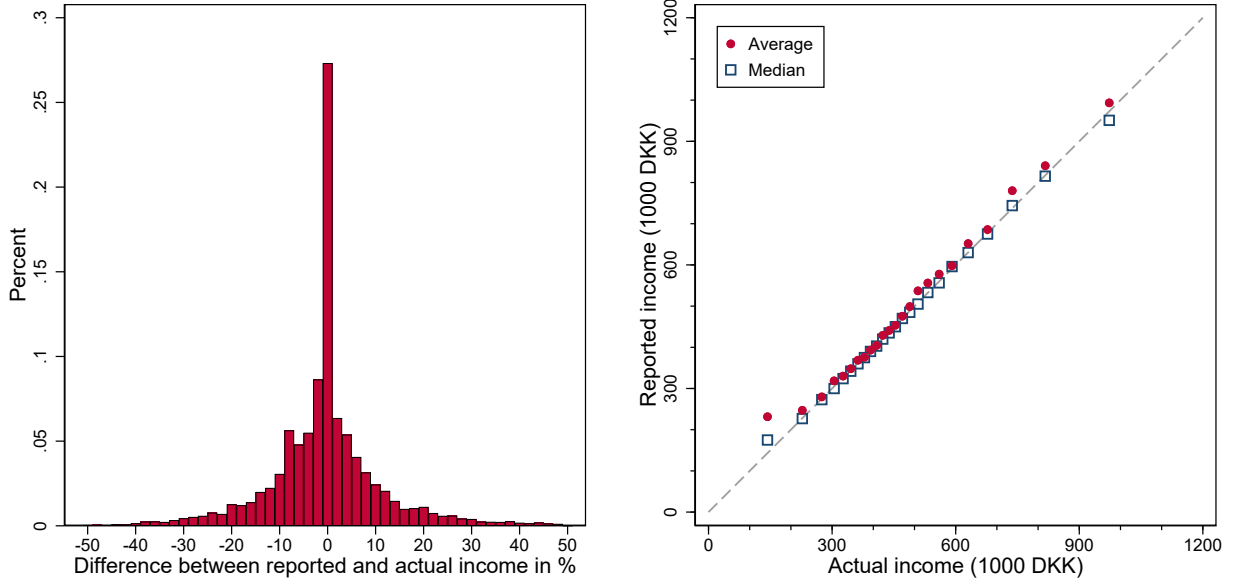 .3
.25
.2
.15
.1
.05
0
Percent
-50 -40 -30 -20 -10 0 10 20 30 40 50
Difference between reported and actual income in %
1200
900
600
300
0
Reported income (1000 DKK)
Average
Median
0 300 600 900 1200
Actual income (1000 DKK)